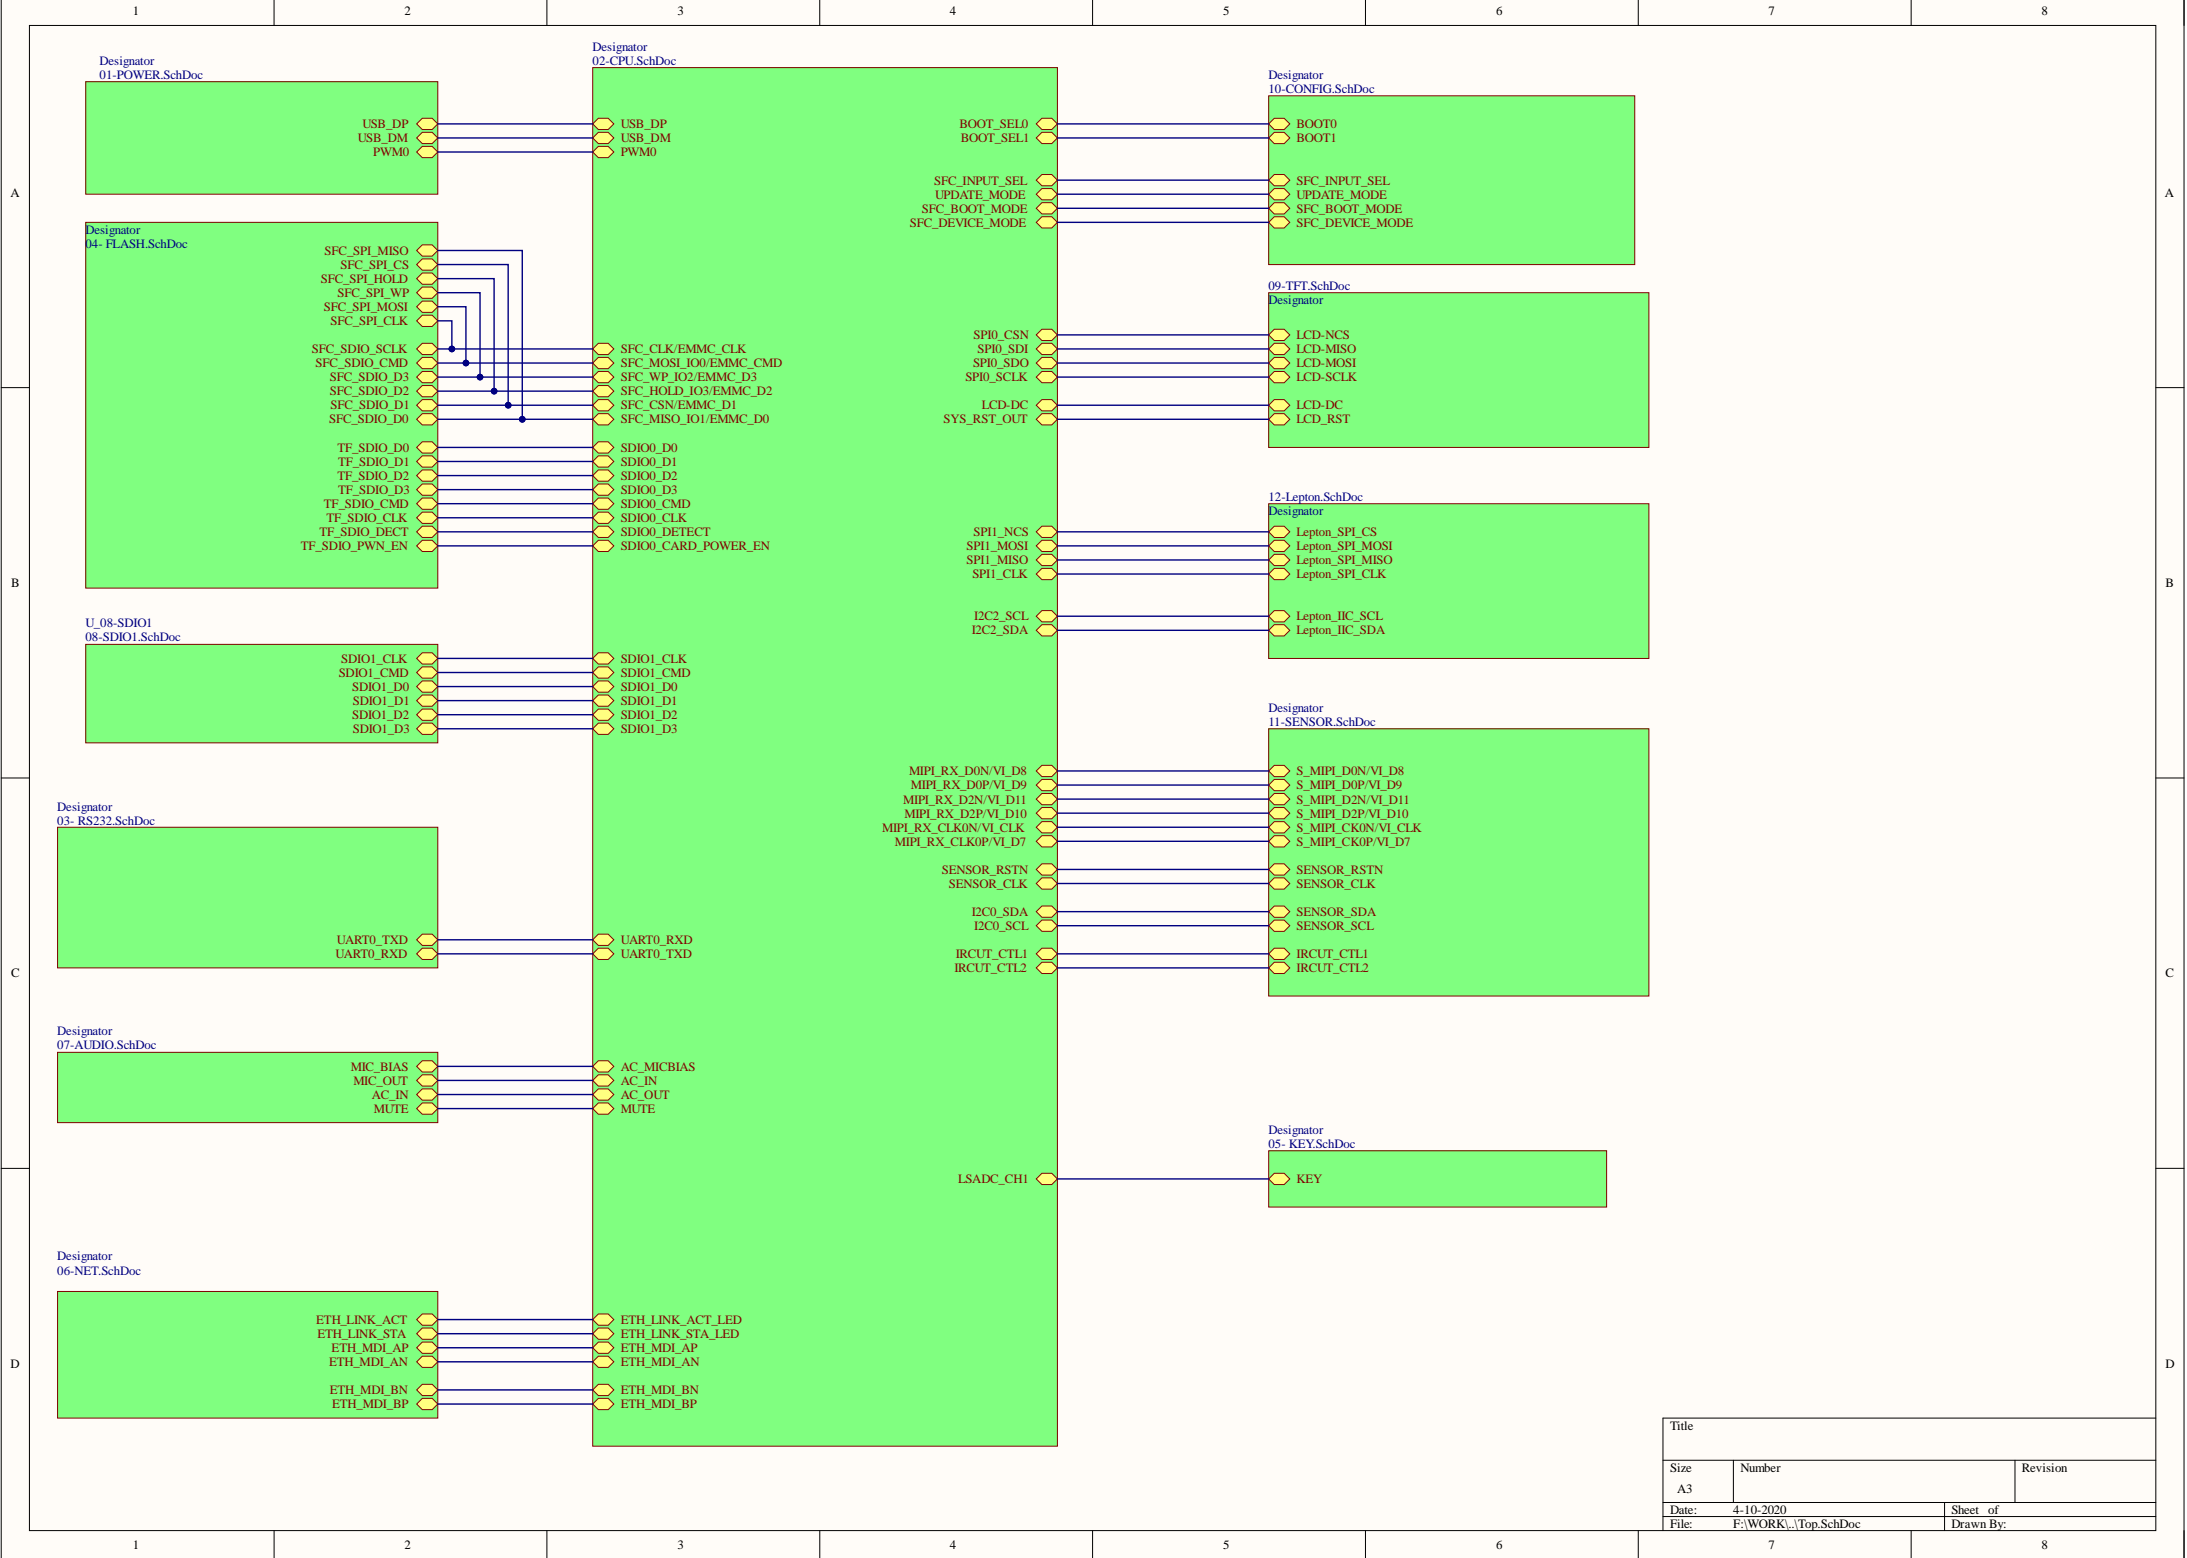 1 2 3 4 5 6 7 8
A
B
C
D
Designator
01-POWER.SchDoc
USB_DP
USB_DM
PWM0
Designator
04- FLASH.SchDoc
SFC_SPI_MISO
SFC_SPI_CS
SFC_SPI_HOLD
SFC_SPI_WP
SFC_SPI_MOSI
SFC_SPI_CLK
SFC_SDIO_SCLK
SFC_SDIO_CMD
SFC_SDIO_D3
SFC_SDIO_D2
SFC_SDIO_D1
SFC_SDIO_D0
TF_SDIO_D0
TF_SDIO_D1
TF_SDIO_D2
TF_SDIO_D3
TF_SDIO_CMD
TF_SDIO_CLK
TF_SDIO_DECT
TF_SDIO_PWN_EN
U_08-SDIO1
08-SDIO1.SchDoc
SDIO1_CLK
SDIO1_CMD
SDIO1_D0
SDIO1_D1
SDIO1_D2
SDIO1_D3
Designator
03- RS232.SchDoc
UART0_TXD
UART0_RXD
Designator
07-AUDIO.SchDoc
MIC_BIAS
MIC_OUT
AC_IN
MUTE
Designator
06-NET.SchDoc
ETH_LINK_ACT
ETH_LINK_STA
ETH_MDI_AP
ETH_MDI_AN
ETH_MDI_BN
ETH_MDI_BP
Designator
02-CPU.SchDoc
USB_DP
USB_DM
PWM0
SFC_CLK/EMMC_CLK
SFC_MOSI_IO0/EMMC_CMD
SFC_WP_IO2/EMMC_D3
SFC_HOLD_IO3/EMMC_D2
SFC_CSN/EMMC_D1
SFC_MISO_IO1/EMMC_D0
SDIO0_D0
SDIO0_D1
SDIO0_D2
SDIO0_D3
SDIO0_CMD
SDIO0_CLK
SDIO0_DETECT
SDIO0_CARD_POWER_EN
SDIO1_CLK
SDIO1_CMD
SDIO1_D0
SDIO1_D1
SDIO1_D2
SDIO1_D3
UART0_RXD
UART0_TXD
AC_MICBIAS
AC_IN
AC_OUT
MUTE
ETH_LINK_ACT_LED
ETH_LINK_STA_LED
ETH_MDI_AP
ETH_MDI_AN
ETH_MDI_BN
ETH_MDI_BP
BOOT_SEL0
BOOT_SEL1
SFC_INPUT_SEL
UPDATE_MODE
SFC_BOOT_MODE
SFC_DEVICE_MODE
SPI0_CSN
SPI0_SDI
SPI0_SDO
SPI0_SCLK
LCD-DC
SYS_RST_OUT
SPI1_NCS
SPI1_MOSI
SPI1_MISO
SPI1_CLK
I2C2_SCL
I2C2_SDA
MIPI_RX_D0N/VI_D8
MIPI_RX_D0P/VI_D9
MIPI_RX_D2N/VI_D11
MIPI_RX_D2P/VI_D10
MIPI_RX_CLK0N/VI_CLK
MIPI_RX_CLK0P/VI_D7
SENSOR_RSTN
SENSOR_CLK
I2C0_SDA
I2C0_SCL
IRCUT_CTL1
IRCUT_CTL2
LSADC_CH1
Designator
10-CONFIG.SchDoc
BOOT0
BOOT1
SFC_INPUT_SEL
UPDATE_MODE
SFC_BOOT_MODE
SFC_DEVICE_MODE
09-TFT.SchDoc
Designator
LCD-NCS
LCD-MISO
LCD-MOSI
LCD-SCLK
LCD-DC
LCD_RST
12-Lepton.SchDoc
Designator
Lepton_SPI_CS
Lepton_SPI_MOSI
Lepton_SPI_MISO
Lepton_SPI_CLK
Lepton_IIC_SCL
Lepton_IIC_SDA
Designator
11-SENSOR.SchDoc
S_MIPI_D0N/VI_D8
S_MIPI_D0P/VI_D9
S_MIPI_D2N/VI_D11
S_MIPI_D2P/VI_D10
S_MIPI_CK0N/VI_CLK
S_MIPI_CK0P/VI_D7
SENSOR_RSTN
SENSOR_CLK
SENSOR_SDA
SENSOR_SCL
IRCUT_CTL1
IRCUT_CTL2
Designator
05- KEY.SchDoc
KEY
A
B
C
D
Title
Size Number Revision
A3
Date: 4-10-2020 Sheet of
File: F:\WORK\..\Top.SchDoc Drawn By:
1 2 3 4 5 6 7 8